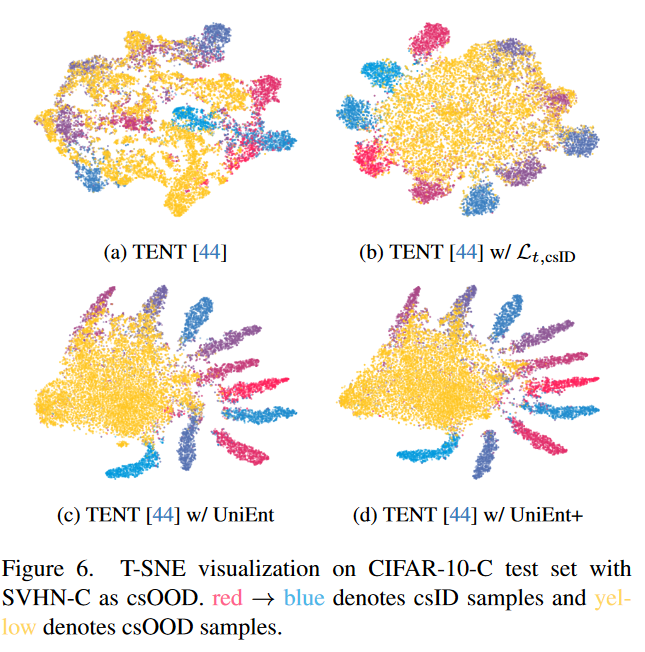 (a) TENT [44]
(b) TENT [44] w/ 𝓛t,csID
(c) TENT [44] w/ UniEnt
(d) TENT [44] w/ UniEnt+
Figure 6. T-SNE visualization on CIFAR-10-C test set with
SVHN-C as csOOD. red → blue denotes csID samples and yel-
low denotes csOOD samples.